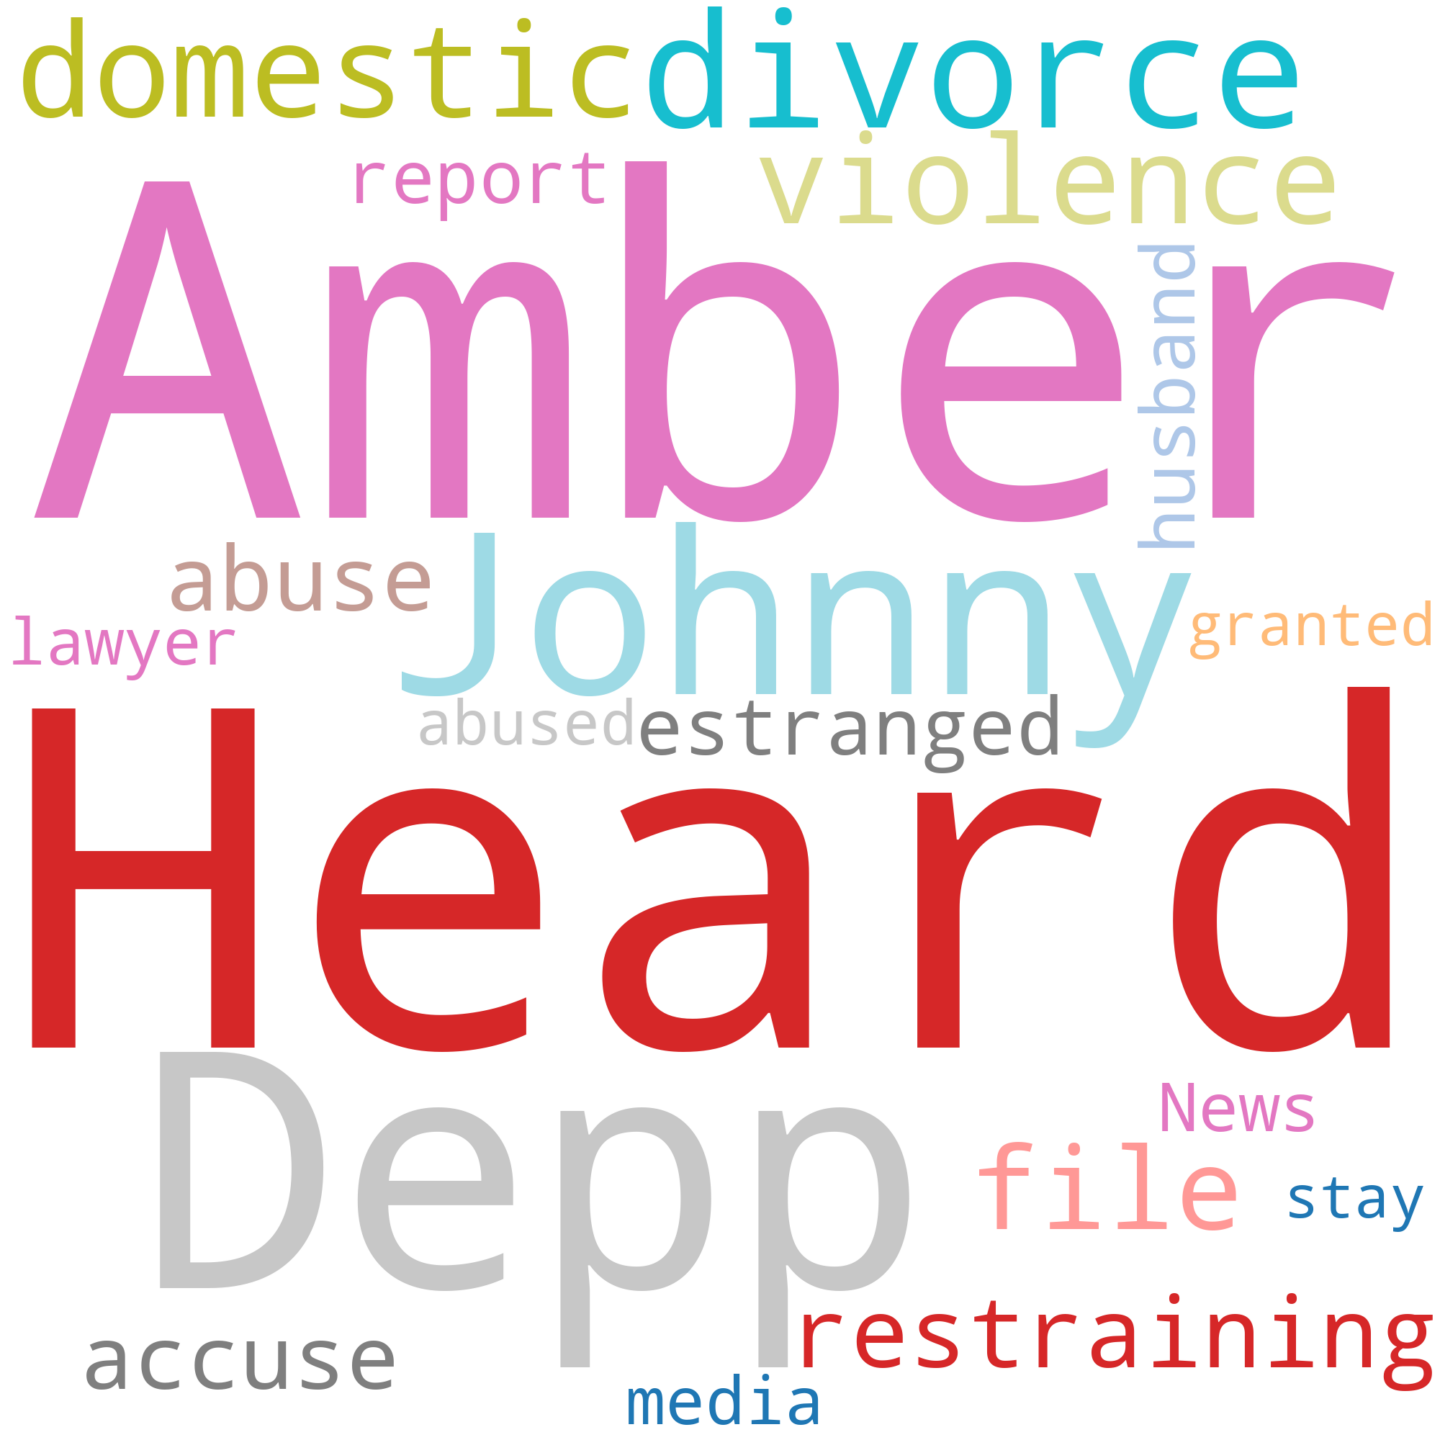 domestic divorce
report violence
Amber
husband
abuse Johnny
lawyer granted
abused estranged
Heard
Depp
News
file stay
accuse restraining
media